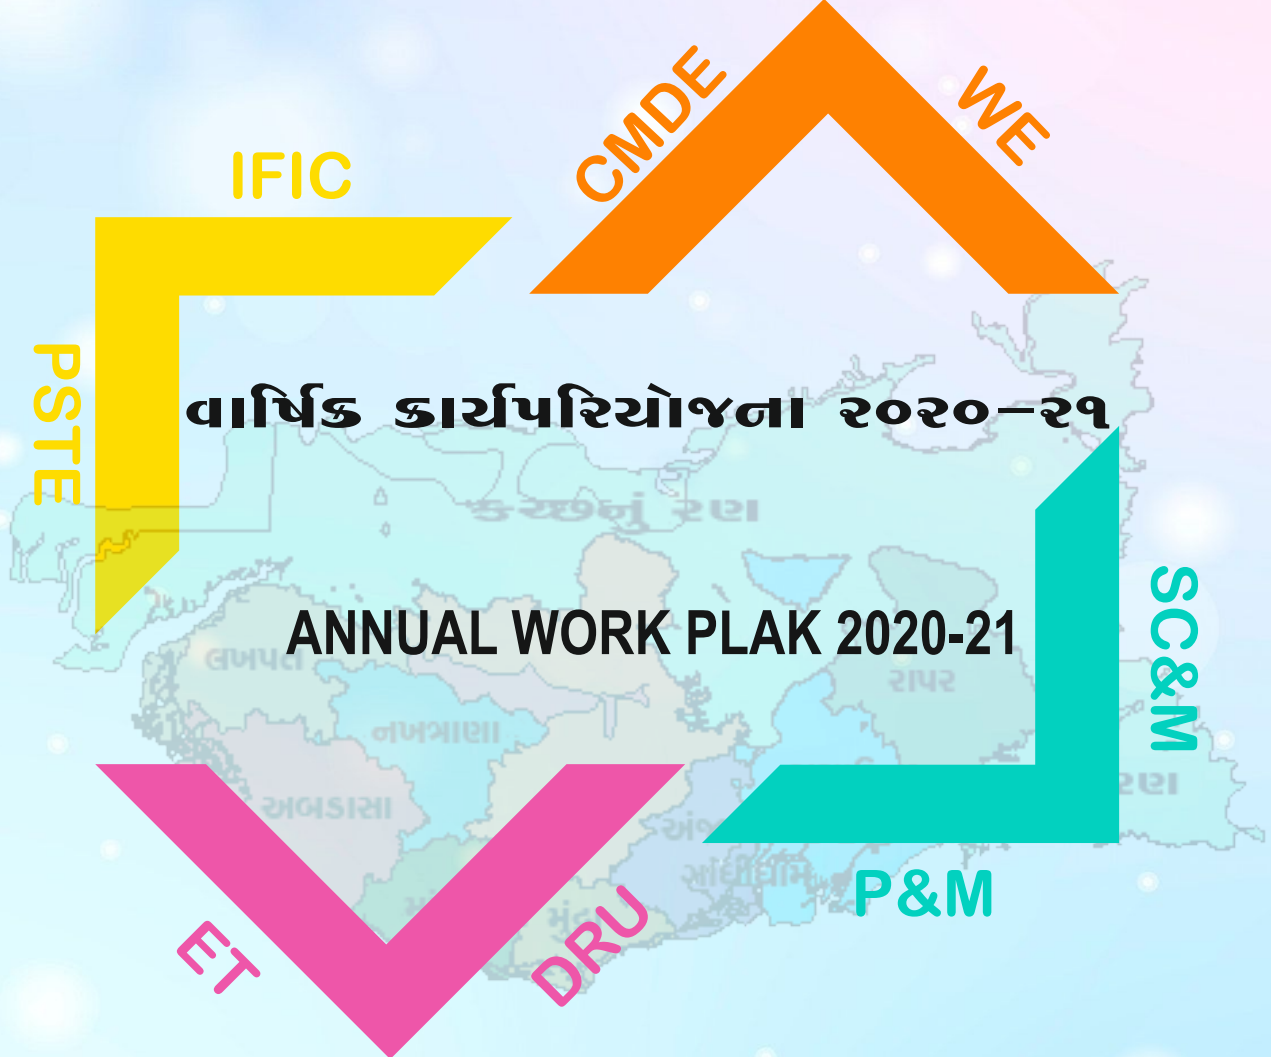 CMDE
WE
IFIC
PSTE
વાર્ષિક કાર્યપરિયોજના ૨૦૨૦–૨૧
કચ્છનું રણ
ANNUAL WORK PLAK 2020-21
SC&M
લખપત
રાપર
નખત્રાણા
રણ
અબડાસા
ગાંધીધામ
P&M
ET
DRU